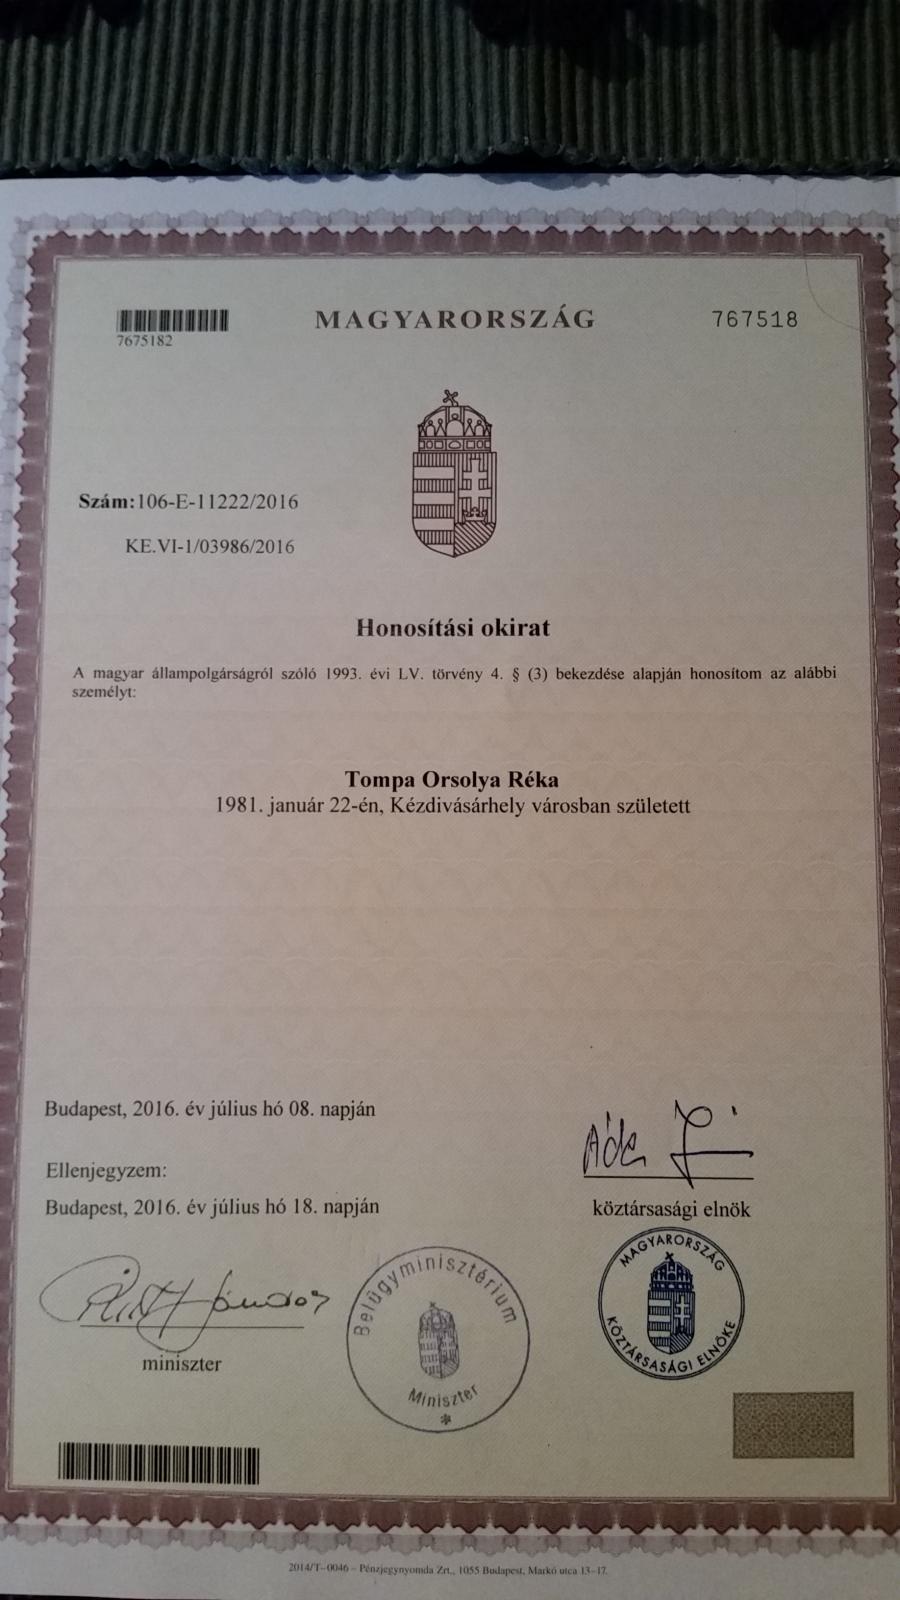 MAGYARORSZÁG
7675182
767518
Szám:106-E-11222/2016
KE.VI-1/03986/2016
Honosítási okirat
A magyar állampolgárságról szóló 1993. évi LV. törvény 4. § (3) bekezdése alapján honosítom az alábbi
személyt:
Tompa Orsolya Réka
1981. január 22-én, Kézdivásárhely városban született
Budapest, 2016. év július hó 08. napján
Ellenjegyzem:
Budapest, 2016. év július hó 18. napján
köztársasági elnök
miniszter
Belügyminisztérium
Miniszter
MAGYARORSZÁG
KÖZTÁRSASÁGI ELNÖKE
2014/T–0046 – Pénzjegynyomda Zrt., 1055 Budapest, Markó utca 13–17.